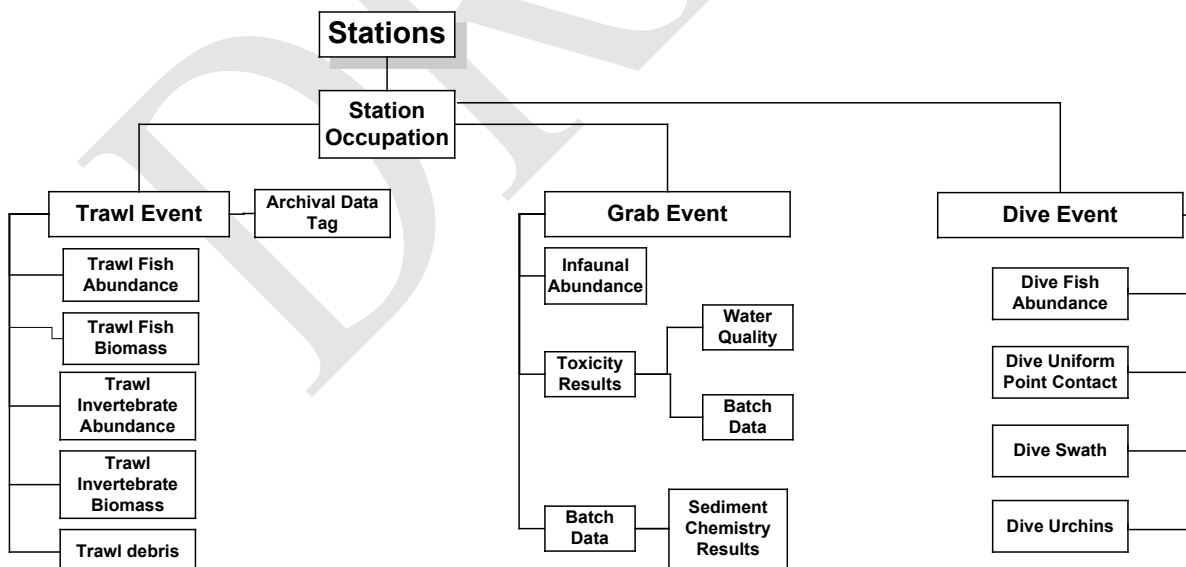 Stations
Station
Occupation
Trawl Event
Archival Data
Tag
Trawl Fish
Abundance
Trawl Fish
Biomass
Trawl
Invertebrate
Abundance
Trawl
Invertebrate
Biomass
Trawl debris
Grab Event
Infaunal
Abundance
Toxicity
Results
Water
Quality
Batch
Data
Batch
Data
Sediment
Chemistry
Results
Dive Event
Dive Fish
Abundance
Dive Uniform
Point Contact
Dive Swath
Dive Urchins